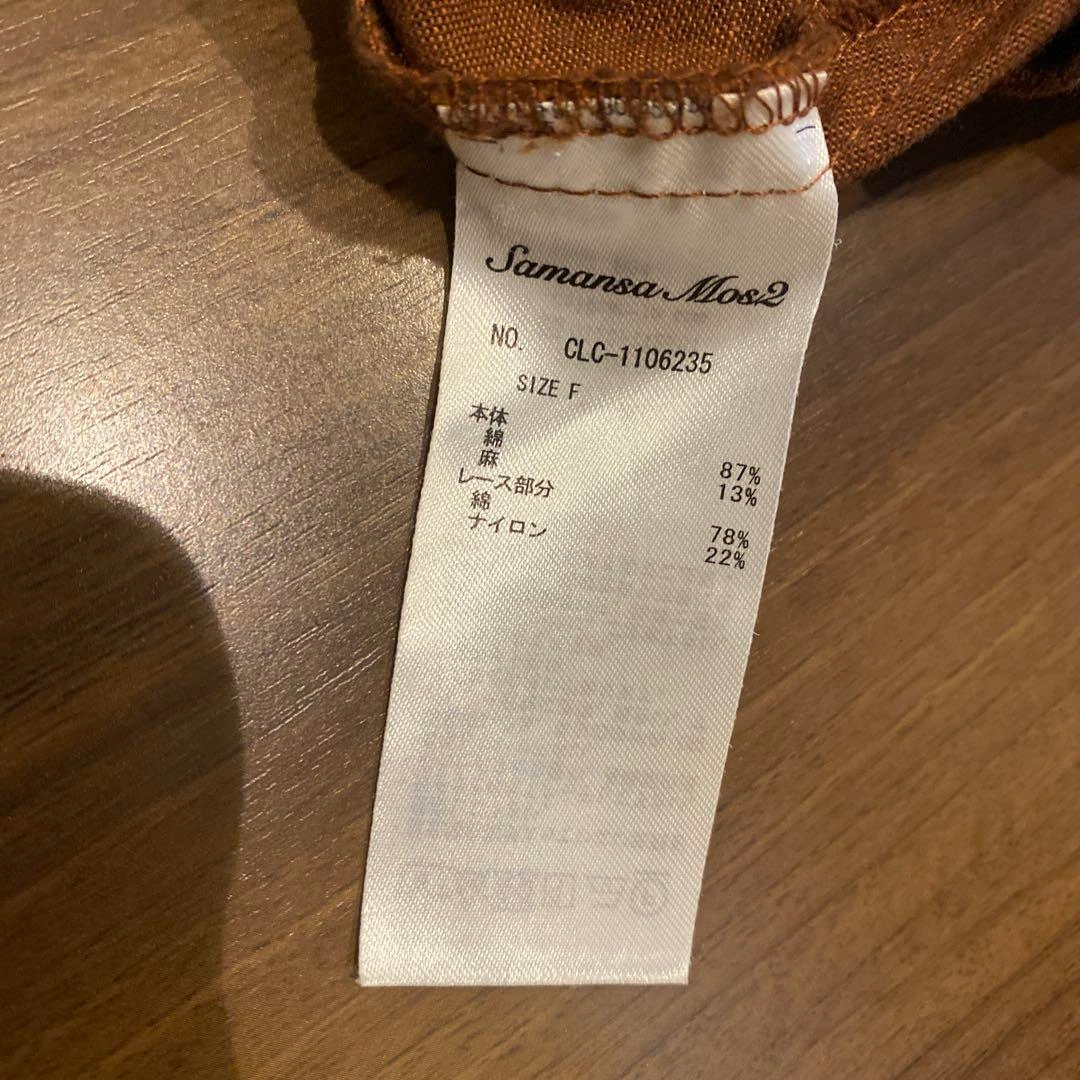 Samansa Mos2
NO. CLC-1106235
SIZE F
本体
綿 87%
麻 13%
レース部分
綿 78%
ナイロン 22%